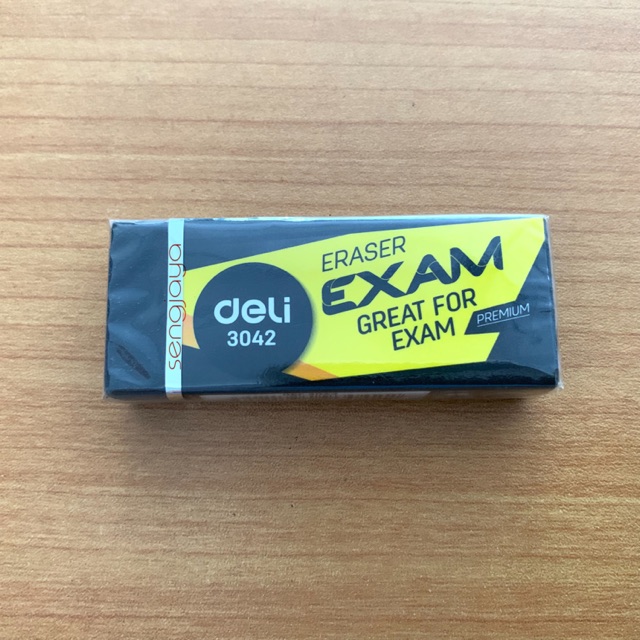 sengjaya
deli
3042
ERASER
EXAM
GREAT FOR
EXAM
PREMIUM